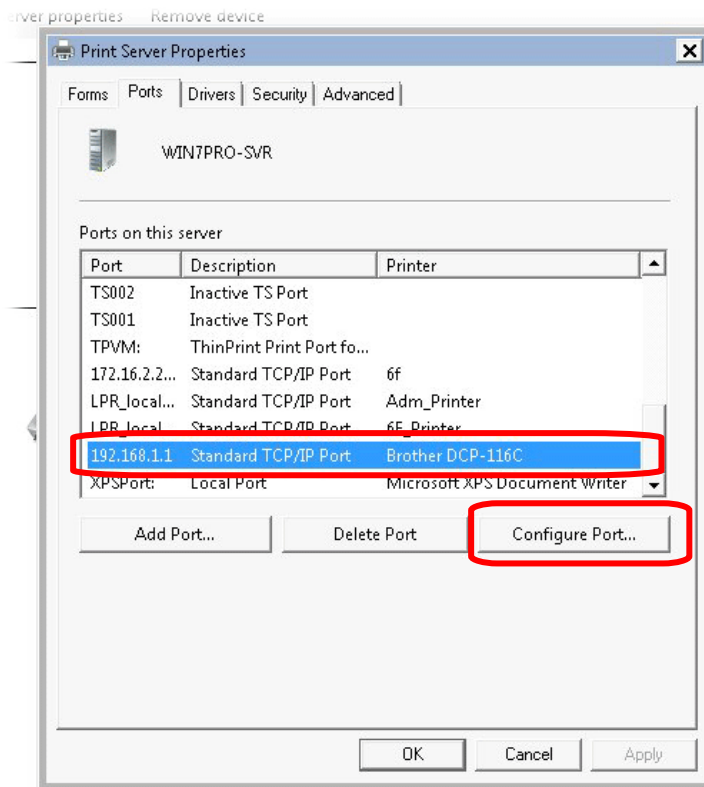 rver properties Remove device
Print Server Properties
Forms Ports Drivers Security Advanced
WIN7PRO-SVR
Ports on this server
Port Description Printer
TS002 Inactive TS Port
TS001 Inactive TS Port
TPVM: ThinPrint Print Port fo...
172.16.2.2... Standard TCP/IP Port 6f
LPR_local... Standard TCP/IP Port Adm_Printer
LPR_local... Standard TCP/IP Port 6F_Printer
192.168.1.1 Standard TCP/IP Port Brother DCP-116C
XPSPort: Local Port Microsoft XPS Document Writer
Add Port... Delete Port Configure Port...
OK Cancel Apply